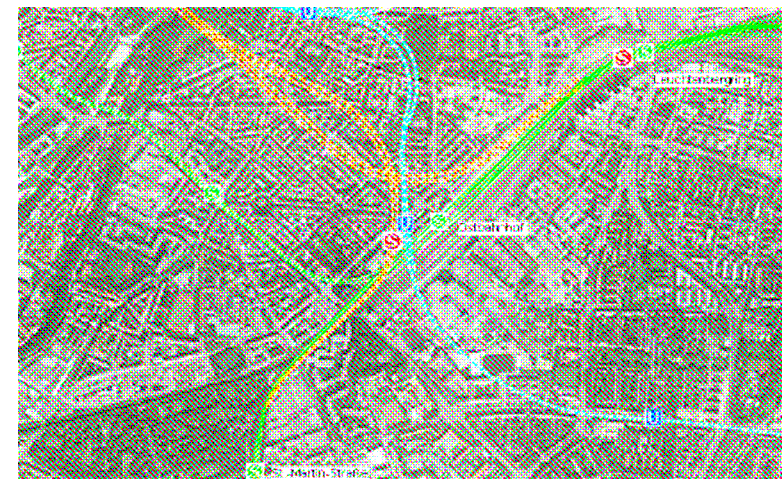 U
S S
Leuchtenbergring
S
U S
Ostbahnhof
S
U
S St.-Martin-Straße